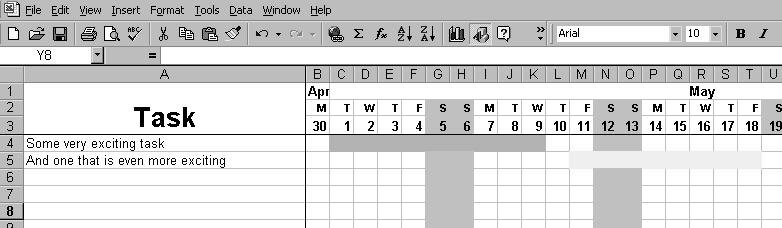 File Edit View Insert Format Tools Data Window Help
Arial 10 B I
Y8 =
A B C D E F G H I J K L M N O P Q R S T U
1 Apr May
2 M T W T F S S M T W T F S S M T W T F S
Task
3 30 1 2 3 4 5 6 7 8 9 10 11 12 13 14 15 16 17 18 19
4 Some very exciting task
5 And one that is even more exciting
6
7
8